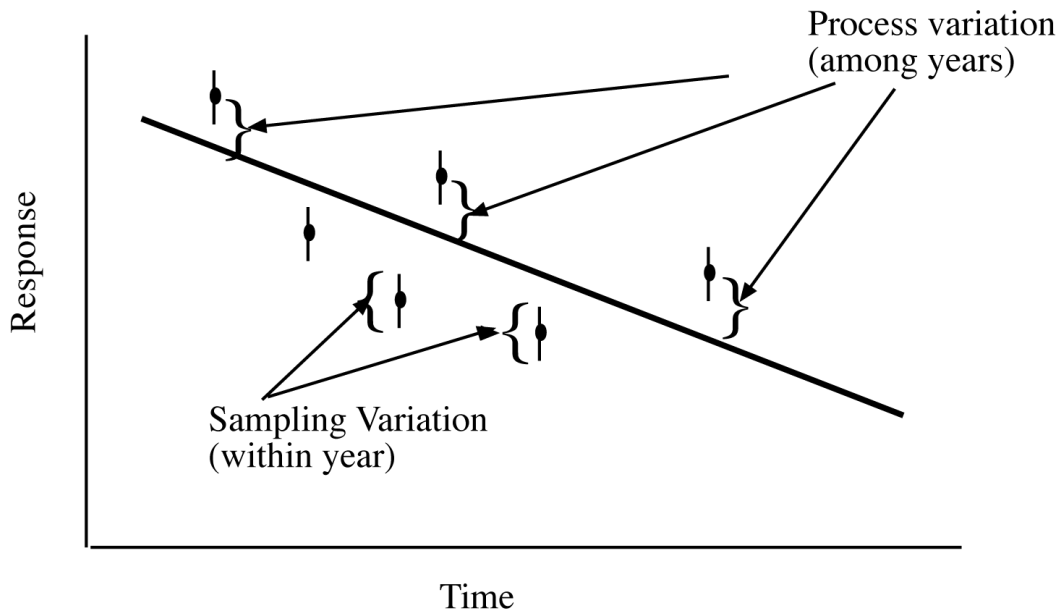 Process variation
(among years)
Response
Sampling Variation
(within year)
Time